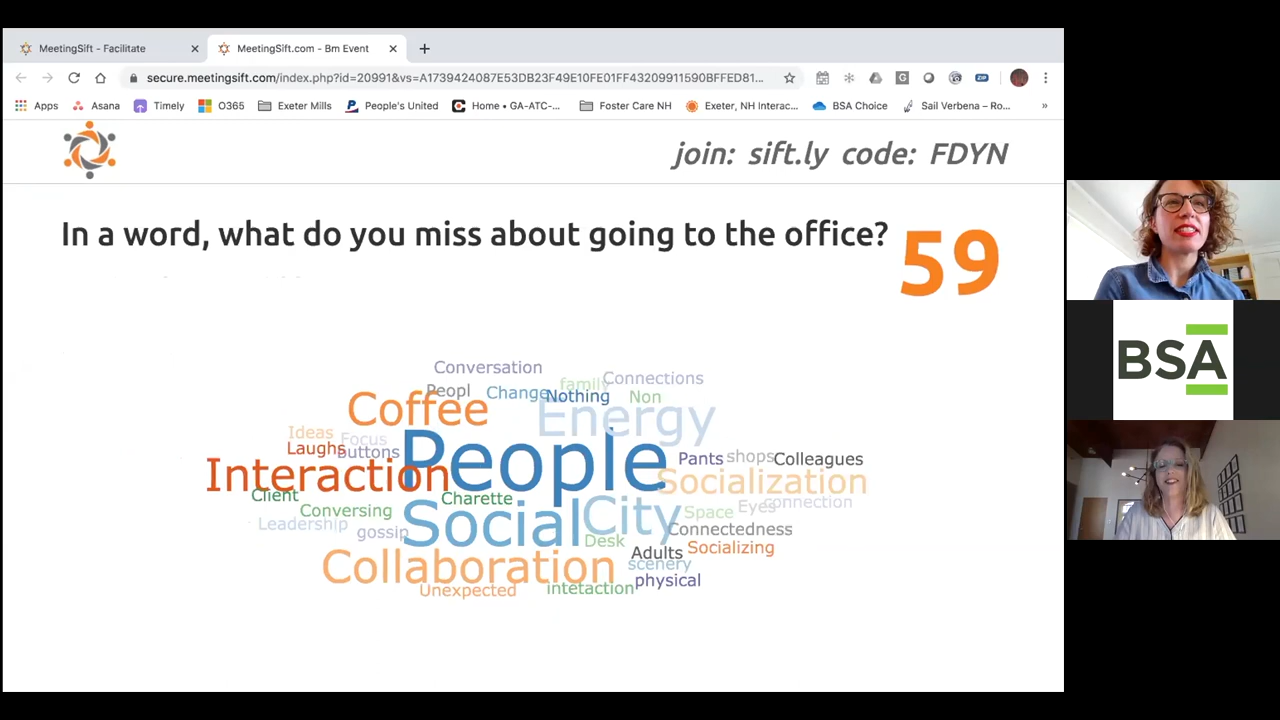 MeetingSift - Facilitate
MeetingSift.com - Bm Event
secure.meetingsift.com/index.php?id=20991&vs=A1739424087E53DB23F49E10FE01FF43209911590BFFED81...
Apps Asana Timely O365 Exeter Mills People's United Home • GA-ATC-... Foster Care NH Exeter, NH Interac... BSA Choice Sail Verbena – Ro... »
join: sift.ly code: FDYN
In a word, what do you miss about going to the office?
59
Conversation
Peopl Change family Connections
Nothing Non
Coffee Energy
Ideas Focus
Laughs buttons
People
Pants shops Colleagues
Interaction Socialization
Client Charette
Conversing Space Eyes connection
Leadership gossip Social City
Connectedness
Desk Adults Socializing
Collaboration scenery
physical
Unexpected intetaction
BSA